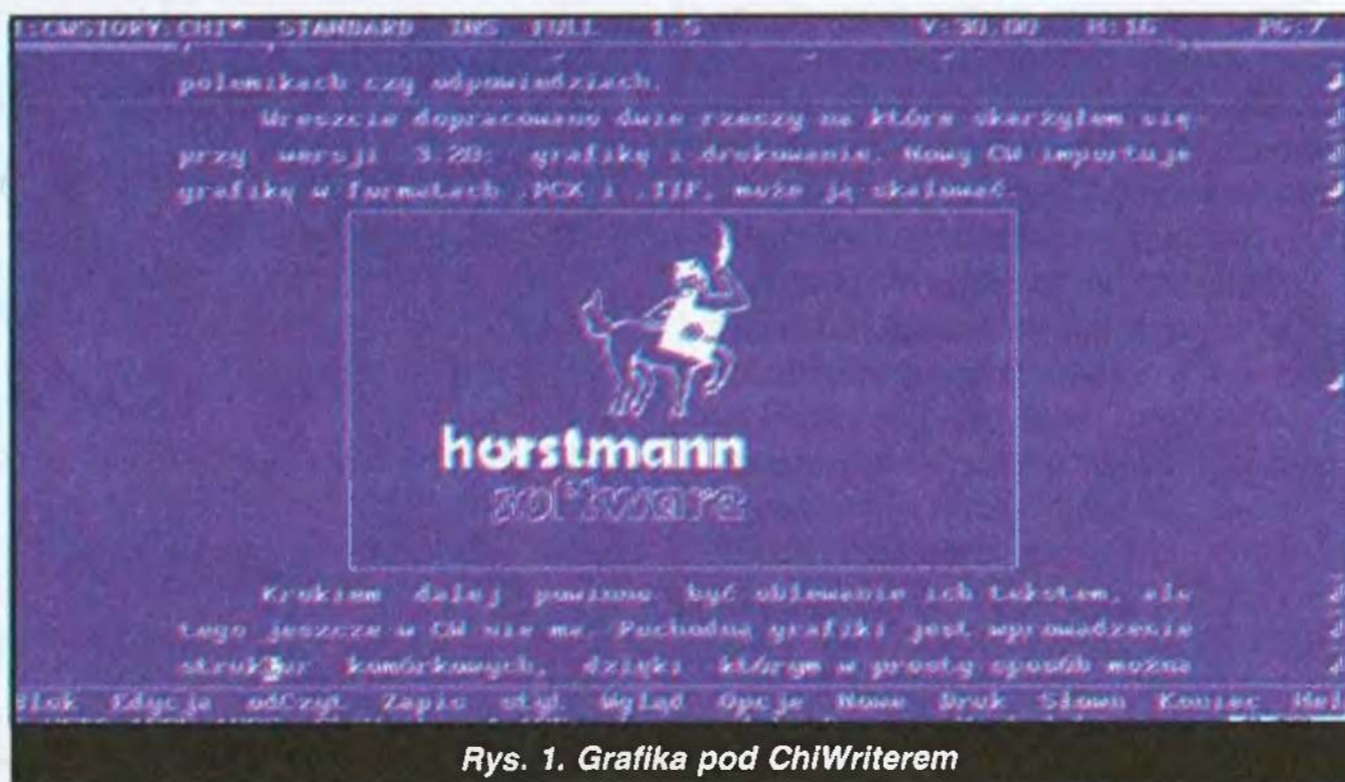 :CWSTORY.CHI* STANDARD INS FULL 1.5 V:30.00 H:16 PG:7
polemikach czy odpowiedziach.
Wreszcie dopracowano dwie rzeczy na które skarżyłem się
przy wersji 3.20: grafikę i drukowanie. Nowy CW importuje
grafikę w formatach .PCX i .TIF, może ją skalować.
horstmann
software
Krokiem dalej powinno być oblewanie ich tekstem, ale
tego jeszcze w CW nie ma. Pochodną grafiki jest wprowadzenie
struktur komórkowych, dzięki którym w prosty sposób można
Blok Edycja odCzyt Zapis stYl Wgląd Opcje Nowe Druk Słown Koniec Hel
Rys. 1. Grafika pod ChiWriterem